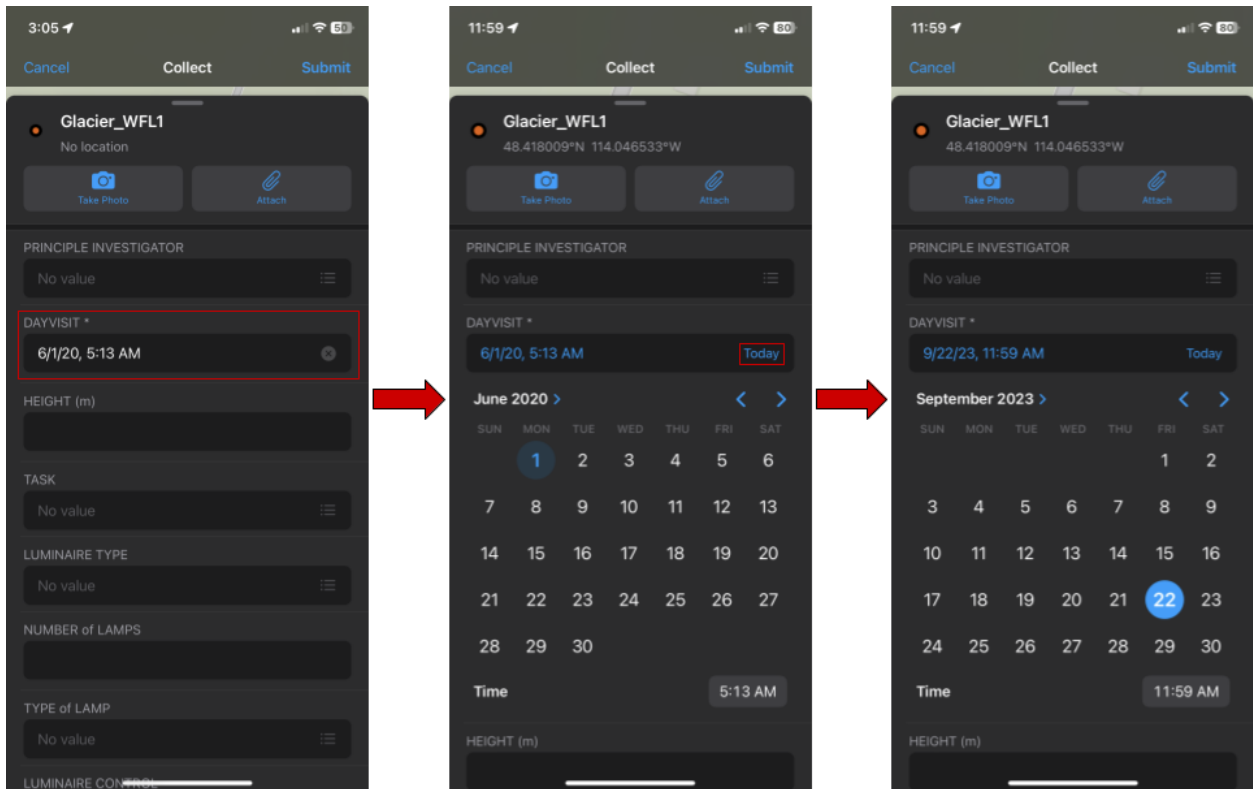 3:05
50
Cancel
Collect
Submit
Glacier_WFL1
No location
Take Photo
Attach
PRINCIPLE INVESTIGATOR
No value
DAYVISIT *
6/1/20, 5:13 AM
HEIGHT (m)
TASK
No value
LUMINAIRE TYPE
No value
NUMBER of LAMPS
TYPE of LAMP
No value
LUMINAIRE CONTROL
11:59
80
Cancel
Collect
Submit
Glacier_WFL1
48.418009°N 114.046533°W
Take Photo
Attach
PRINCIPLE INVESTIGATOR
No value
DAYVISIT *
6/1/20, 5:13 AM
Today
June 2020 >
< >
SUN MON TUE WED THU FRI SAT
1 2 3 4 5 6
7 8 9 10 11 12 13
14 15 16 17 18 19 20
21 22 23 24 25 26 27
28 29 30
Time
5:13 AM
HEIGHT (m)
11:59
80
Cancel
Collect
Submit
Glacier_WFL1
48.418009°N 114.046533°W
Take Photo
Attach
PRINCIPLE INVESTIGATOR
No value
DAYVISIT *
9/22/23, 11:59 AM
Today
September 2023 >
< >
SUN MON TUE WED THU FRI SAT
1 2
3 4 5 6 7 8 9
10 11 12 13 14 15 16
17 18 19 20 21 22 23
24 25 26 27 28 29 30
Time
11:59 AM
HEIGHT (m)